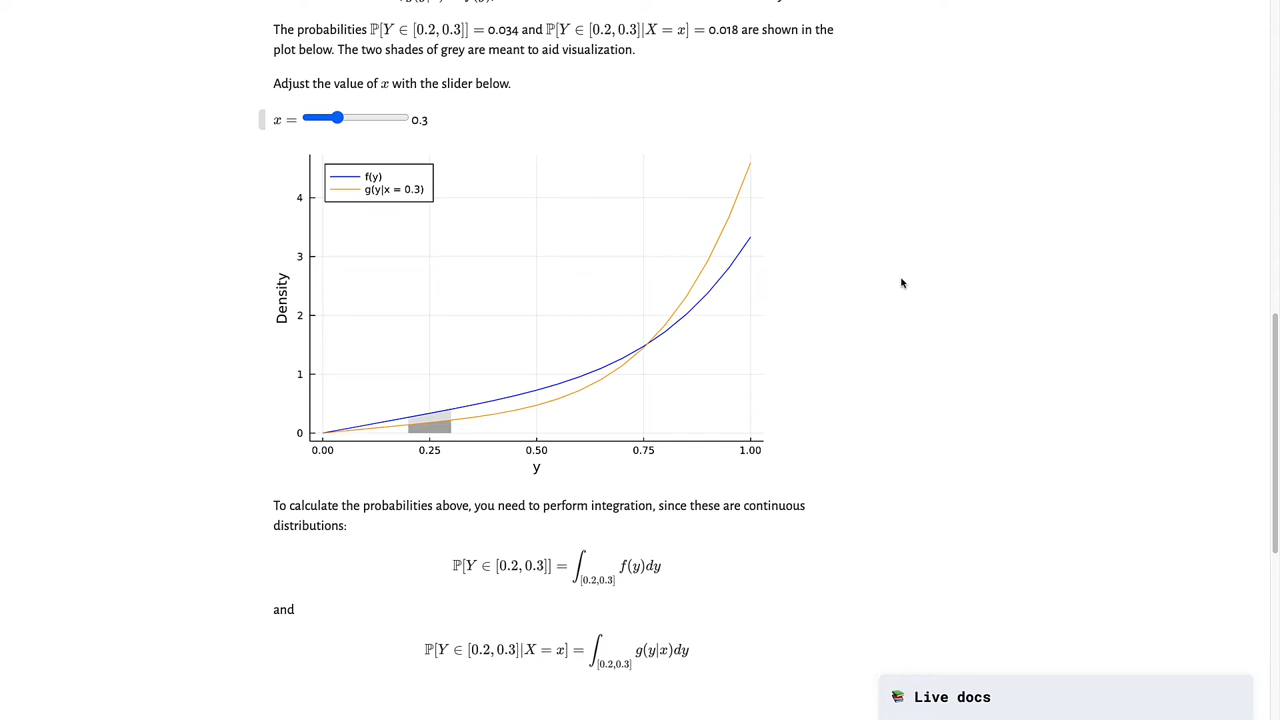 The probabilities ℙ[Y ∈ [0.2, 0.3]] = 0.034 and ℙ[Y ∈ [0.2, 0.3]|X = x] = 0.018 are shown in the
plot below. The two shades of grey are meant to aid visualization.
Adjust the value of x with the slider below.
x = 0.3
f(y)
g(y|x = 0.3)
4
3
2
1
0
Density
0.00 0.25 0.50 0.75 1.00
y
To calculate the probabilities above, you need to perform integration, since these are continuous
distributions:
ℙ[Y ∈ [0.2, 0.3]] = ∫[0.2,0.3] f(y)dy
and
ℙ[Y ∈ [0.2, 0.3]|X = x] = ∫[0.2,0.3] g(y|x)dy
Live docs